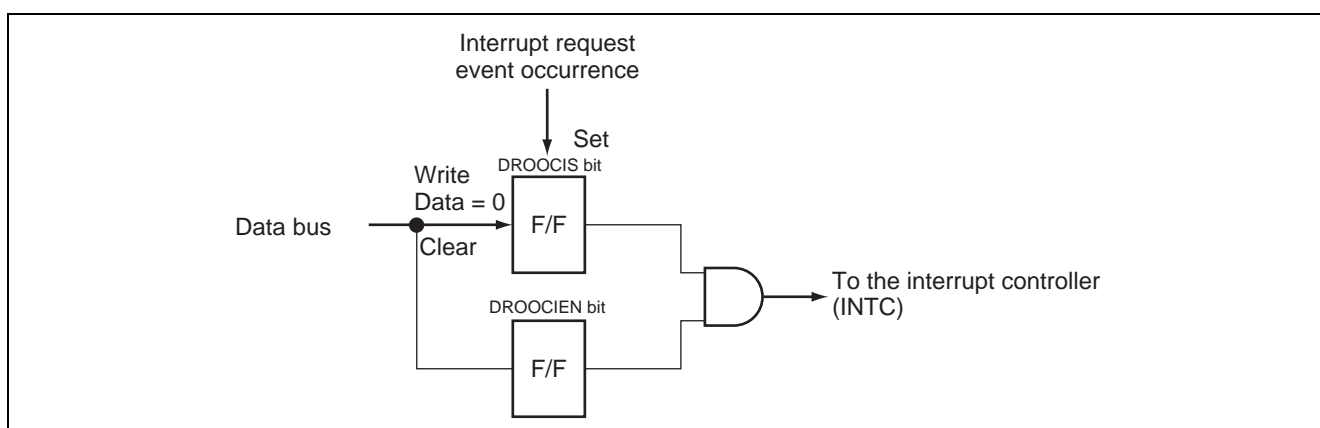 Interrupt request
event occurrence
Set
DROOCIS bit
Write
Data = 0
Data bus
F/F
Clear
To the interrupt controller
(INTC)
DROOCIEN bit
F/F